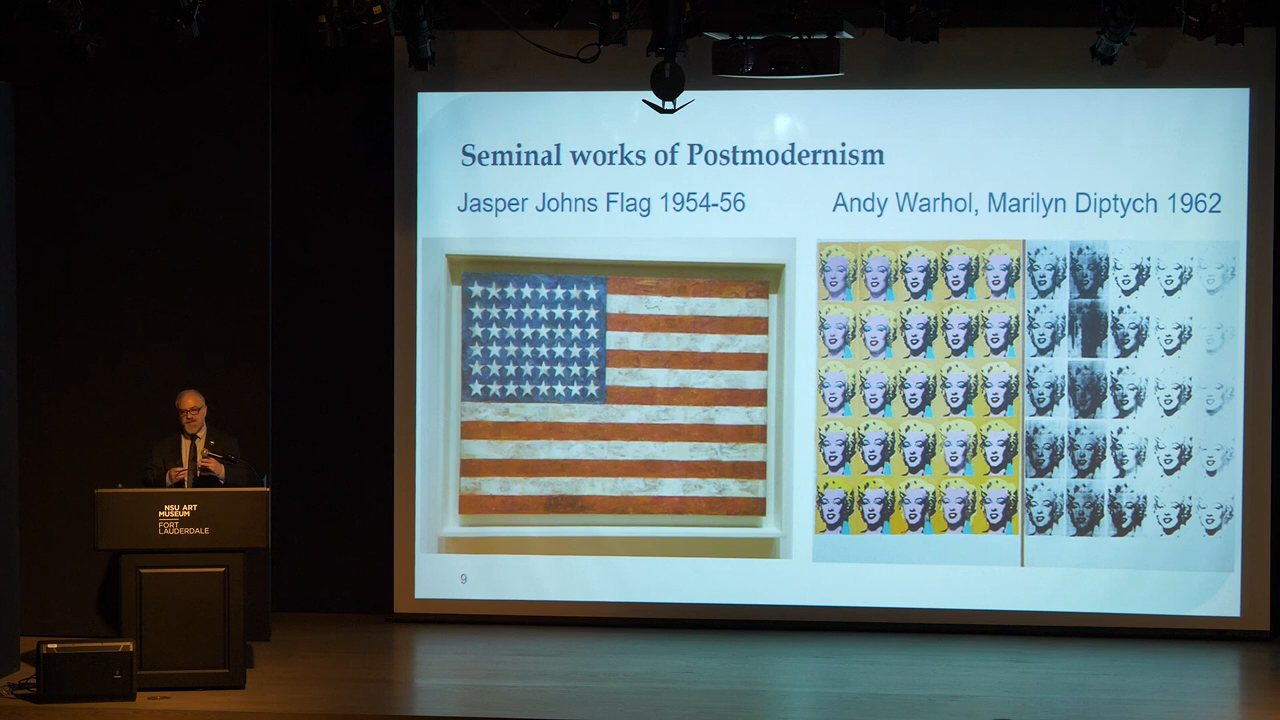 Seminal works of Postmodernism
Jasper Johns Flag 1954-56
Andy Warhol, Marilyn Diptych 1962
9
NSU ART
MUSEUM
FORT
LAUDERDALE